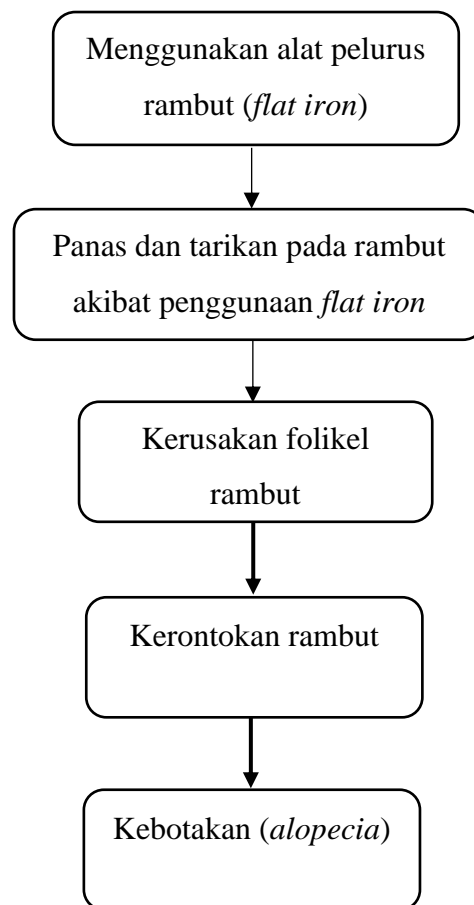 Menggunakan alat pelurus
rambut (flat iron)
Panas dan tarikan pada rambut
akibat penggunaan flat iron
Kerusakan folikel
rambut
Kerontokan rambut
Kebotakan (alopecia)